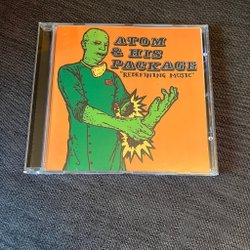 ATOM
& HIS
PACKAGE
"REDEFINING MUSIC"